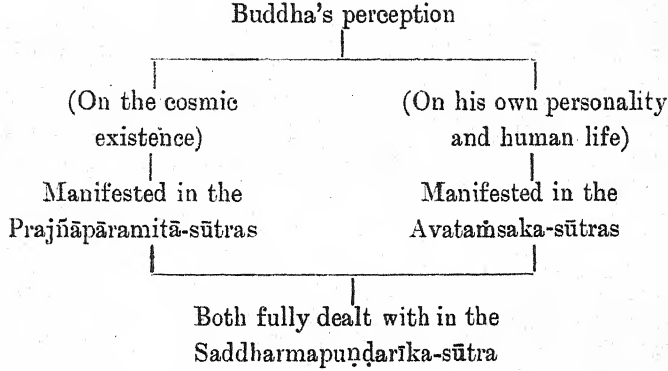 Buddha's perception
(On the cosmic
existence)
(On his own personality
and human life)
Manifested in the
Prajñāpāramitā-sūtras
Manifested in the
Avataṁsaka-sūtras
Both fully dealt with in the
Saddharmapuṇḍarīka-sūtra